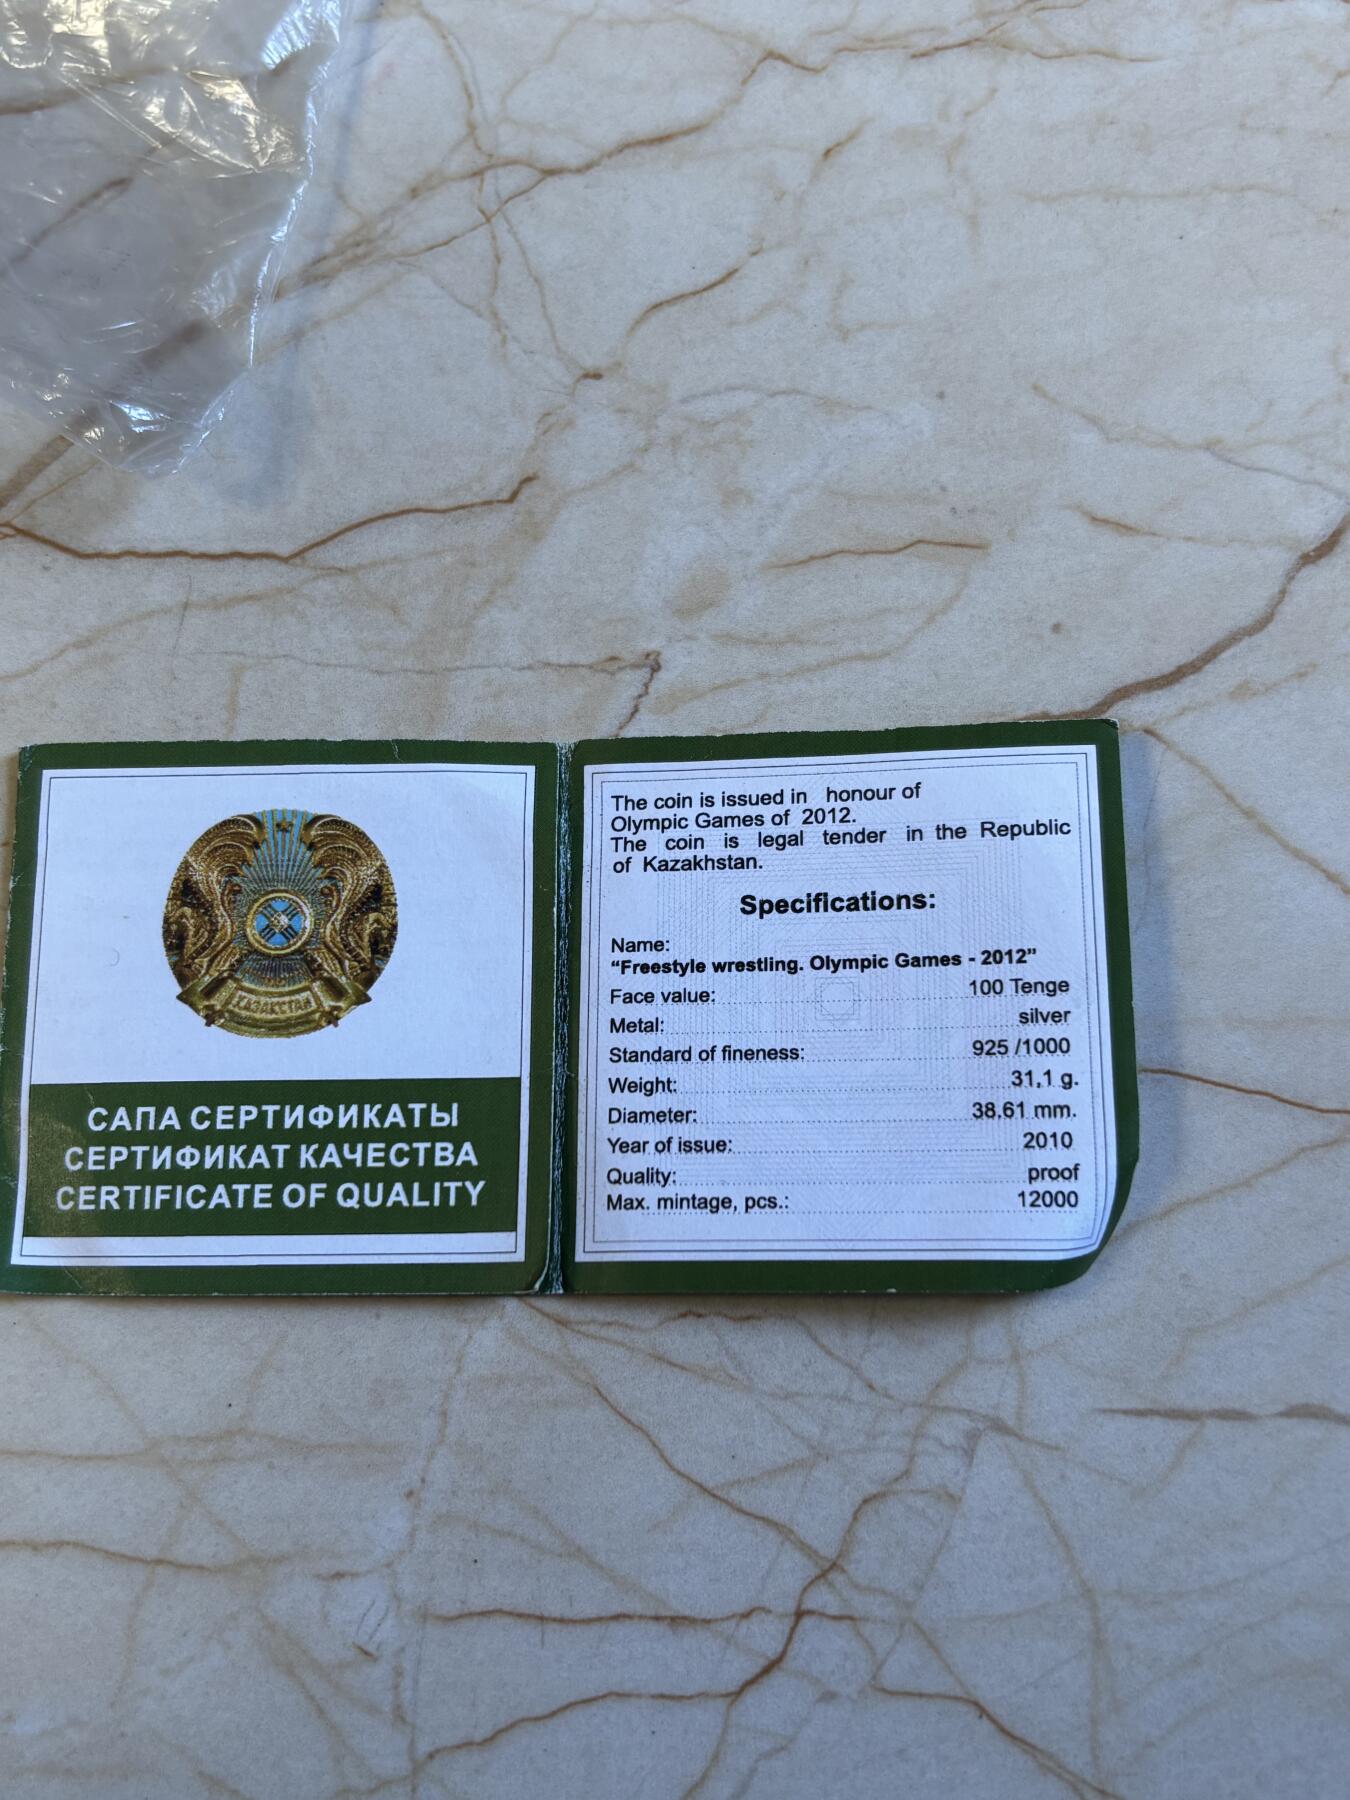 ҚАЗАҚСТАН
САПА СЕРТИФИКАТЫ
СЕРТИФИКАТ КАЧЕСТВА
CERTIFICATE OF QUALITY
The coin is issued in honour of
Olympic Games of 2012.
The coin is legal tender in the Republic
of Kazakhstan.
Specifications:
Name:
“Freestyle wrestling. Olympic Games - 2012”
Face value: 100 Tenge
Metal: silver
Standard of fineness: 925 /1000
Weight: 31,1 g.
Diameter: 38.61 mm.
Year of issue: 2010
Quality: proof
Max. mintage, pcs.: 12000